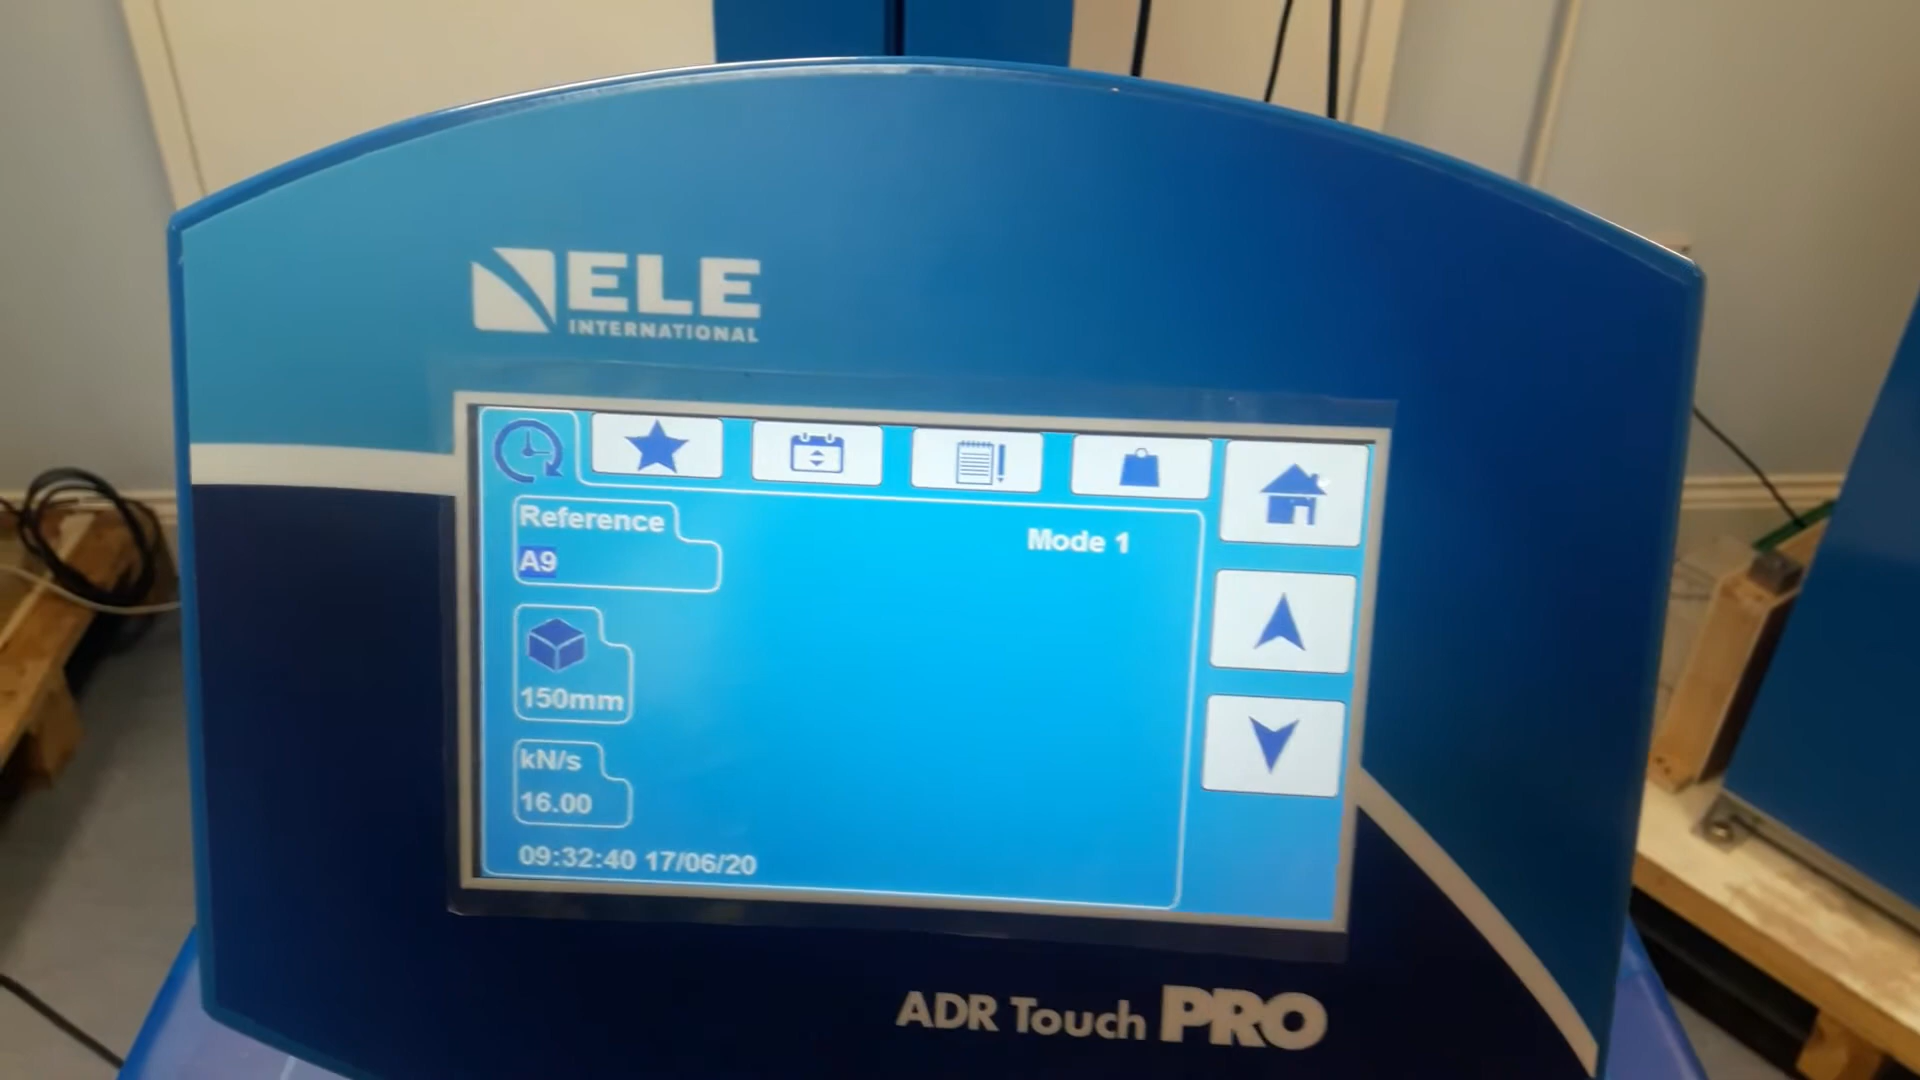 ELE
INTERNATIONAL
Reference
A9
Mode 1
150mm
kN/s
16.00
09:32:40 17/06/20
ADR Touch PRO